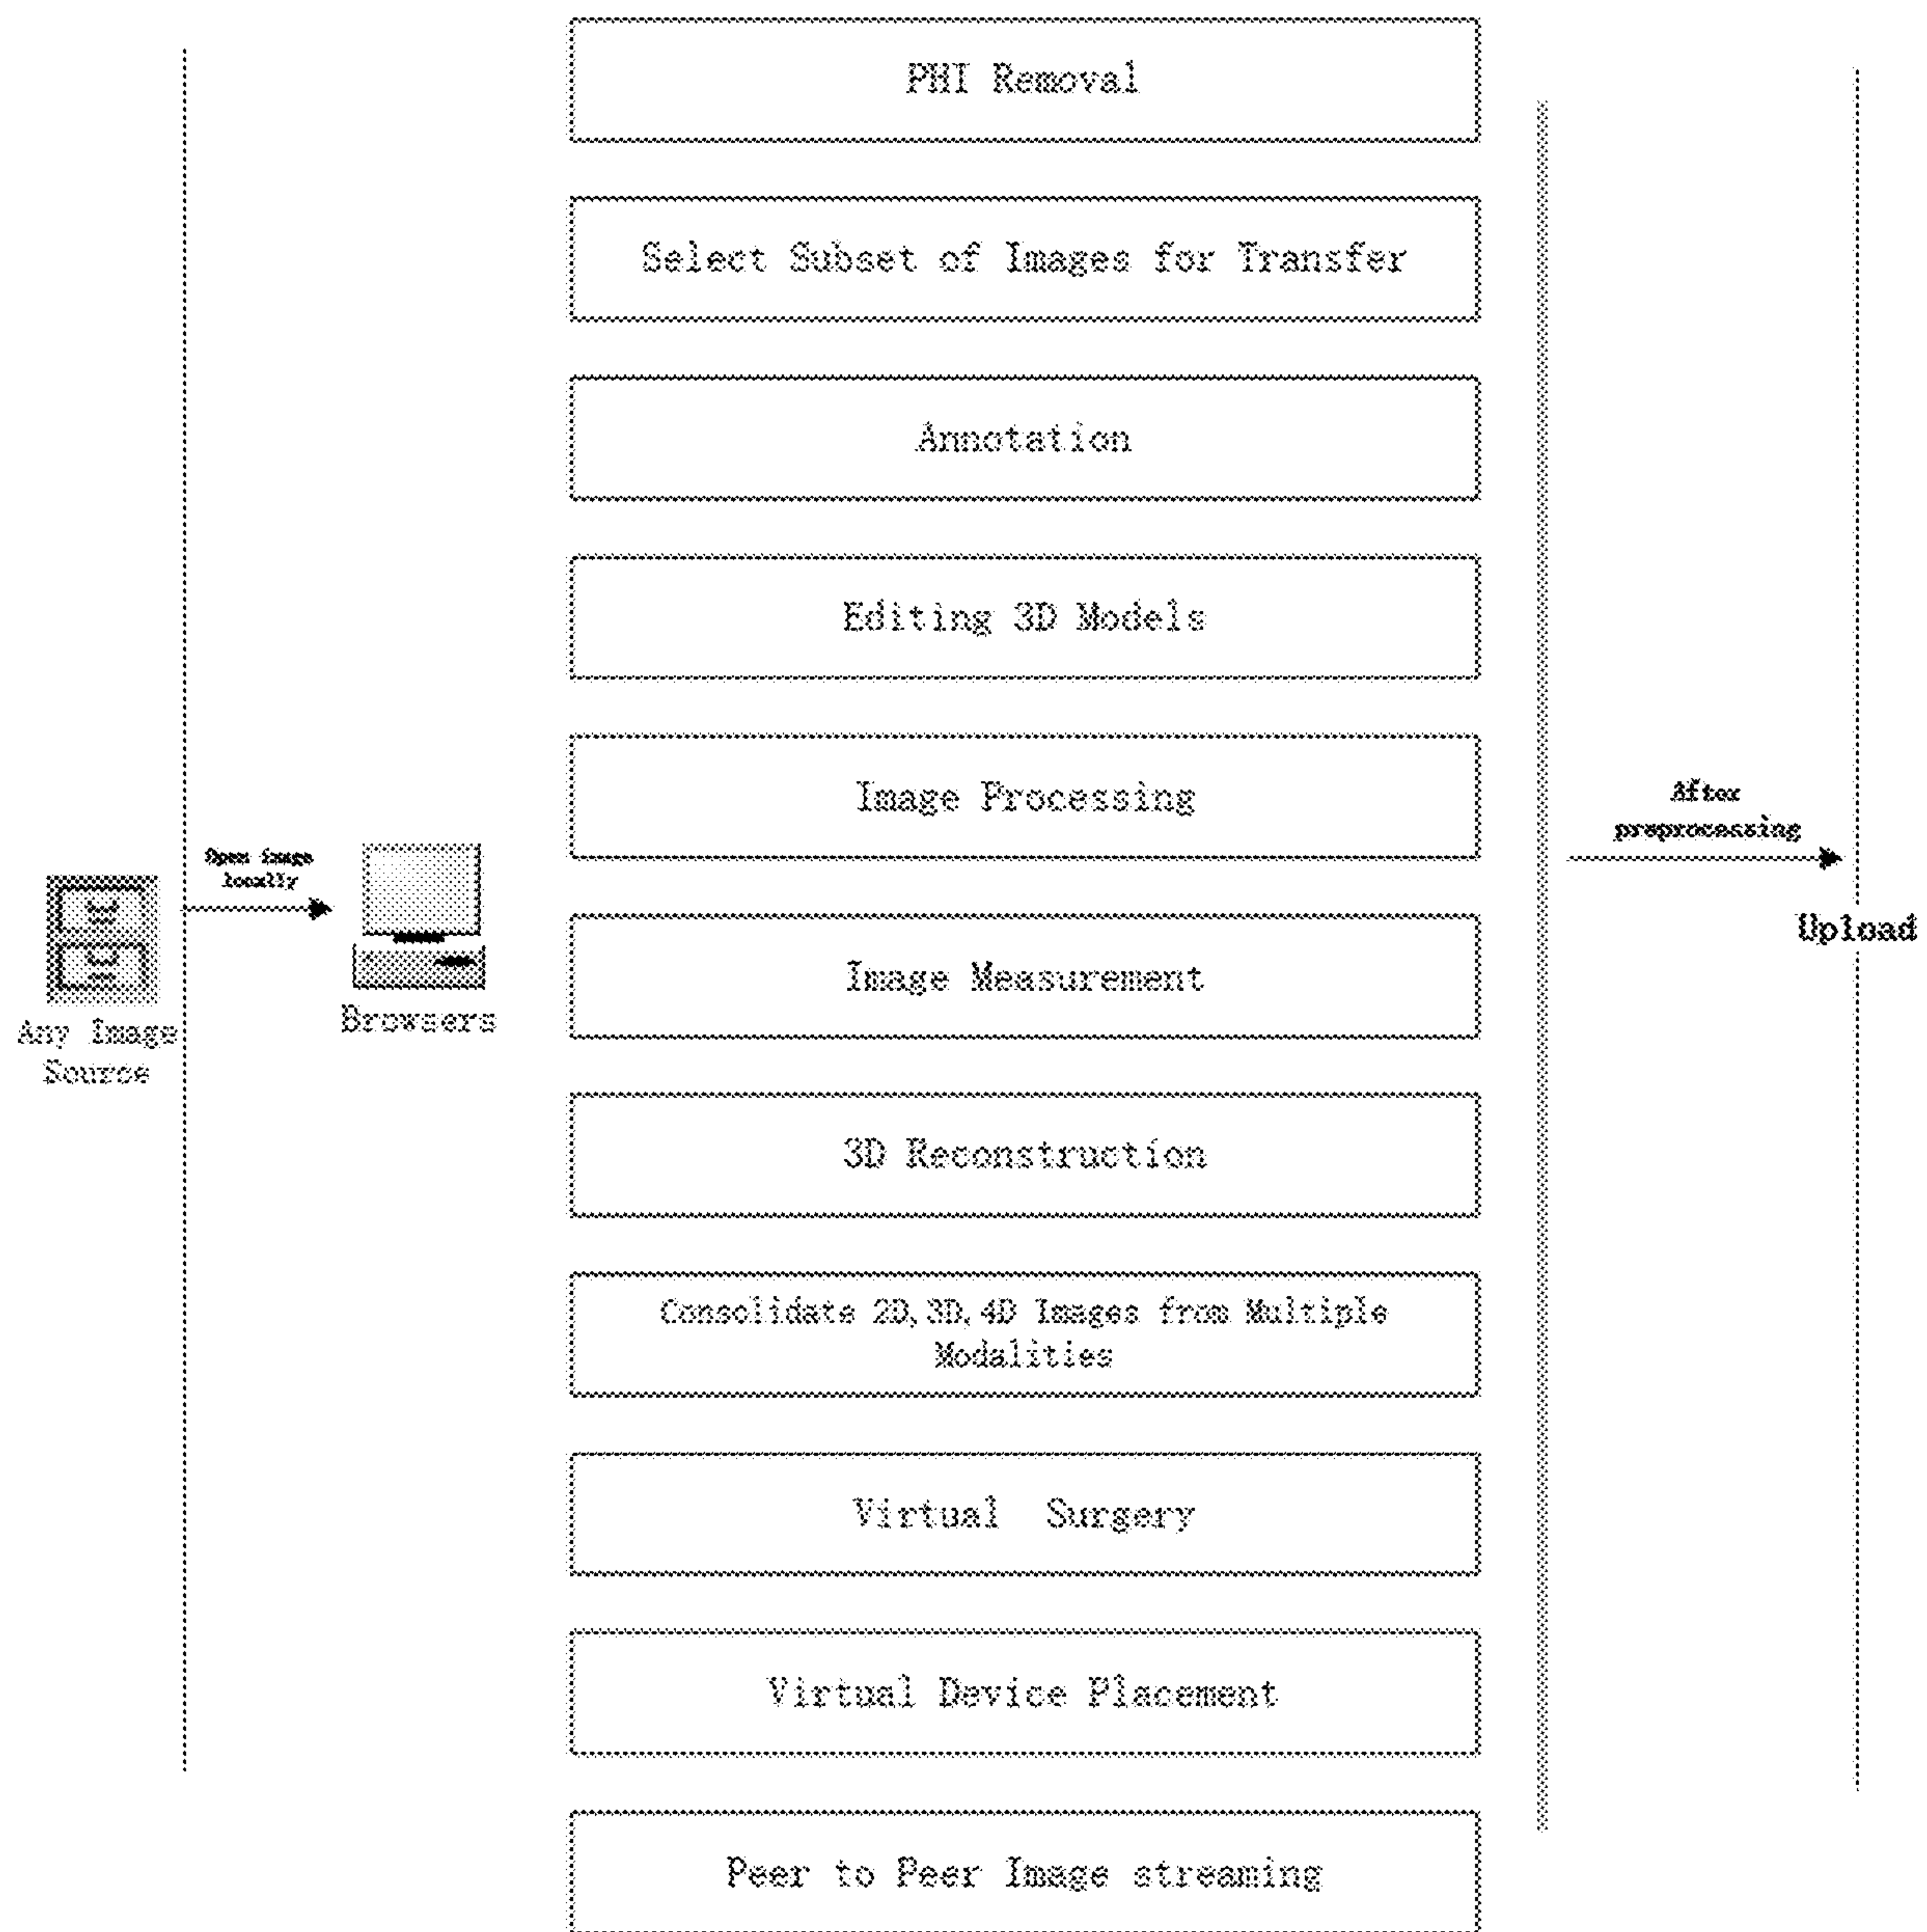 PHI Removal
Select Subset of Images for Transfer
Annotation
Editing 3D Models
Image Processing
Image Measurement
3D Reconstruction
Consolidate 2D,3D,4D Images from Multiple
Modalities
Virtual Surgery
Virtual Device Placement
Peer to Peer Image streaming
Any Image
Source
Open image
locally
Browsers
After
preprocessing
Upload